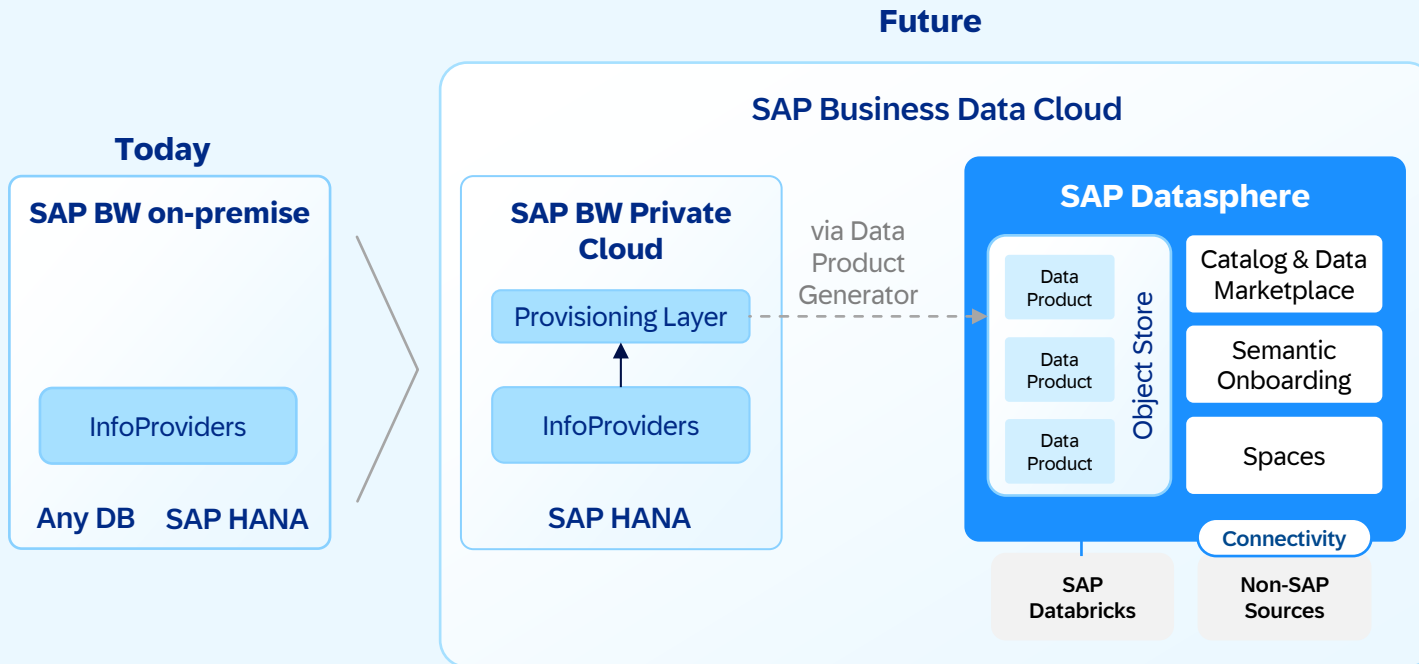 Future
SAP Business Data Cloud
Today
SAP BW on-premise
InfoProviders
Any DB
SAP HANA
SAP BW Private
Cloud
Provisioning Layer
InfoProviders
SAP HANA
via Data
Product
Generator
SAP Datasphere
Data
Product
Data
Product
Data
Product
Object Store
Catalog & Data
Marketplace
Semantic
Onboarding
Spaces
Connectivity
SAP
Databricks
Non-SAP
Sources